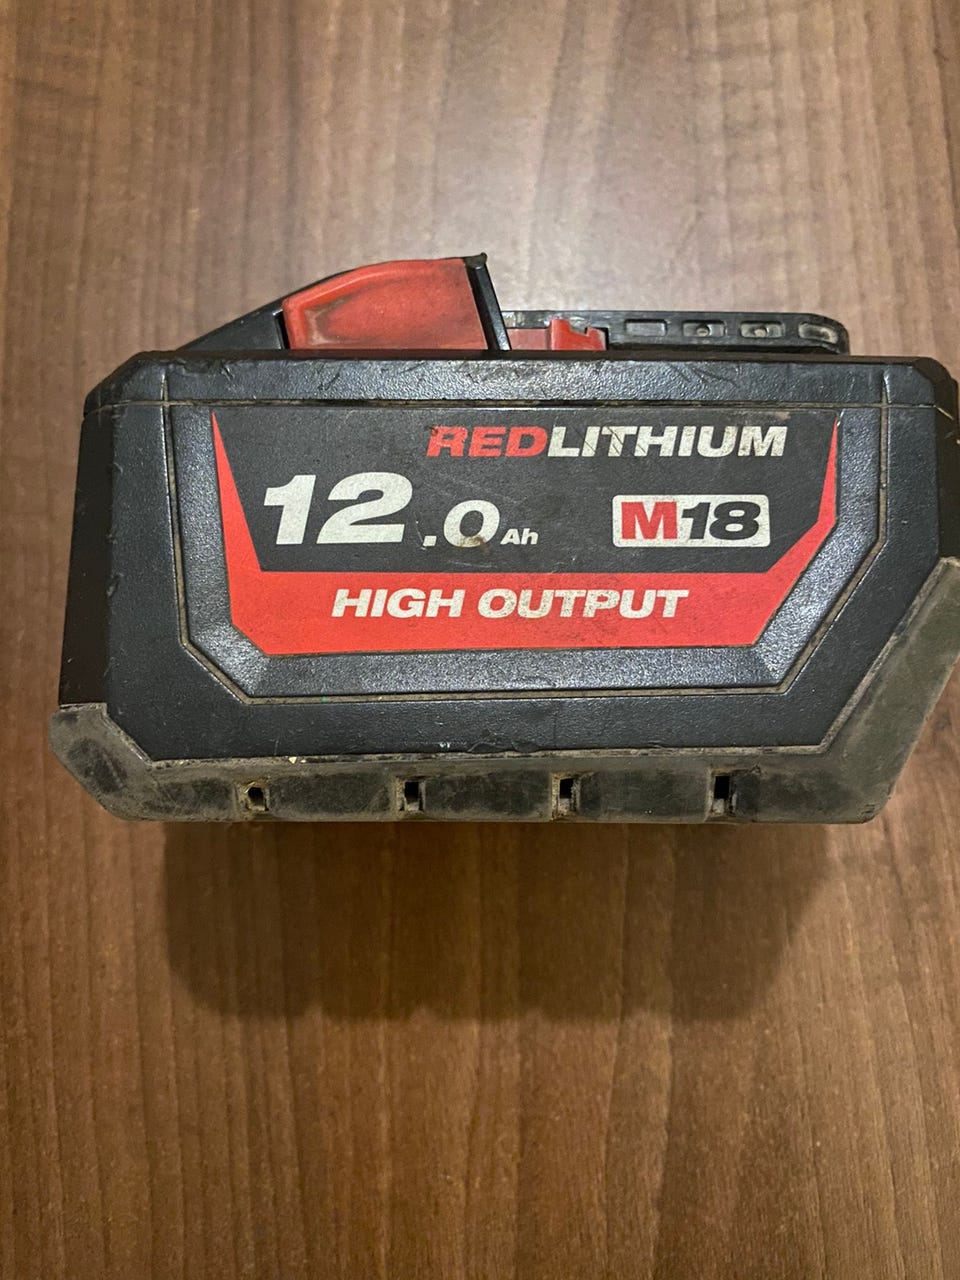 REDLITHIUM
12.0Ah
M18
HIGH OUTPUT